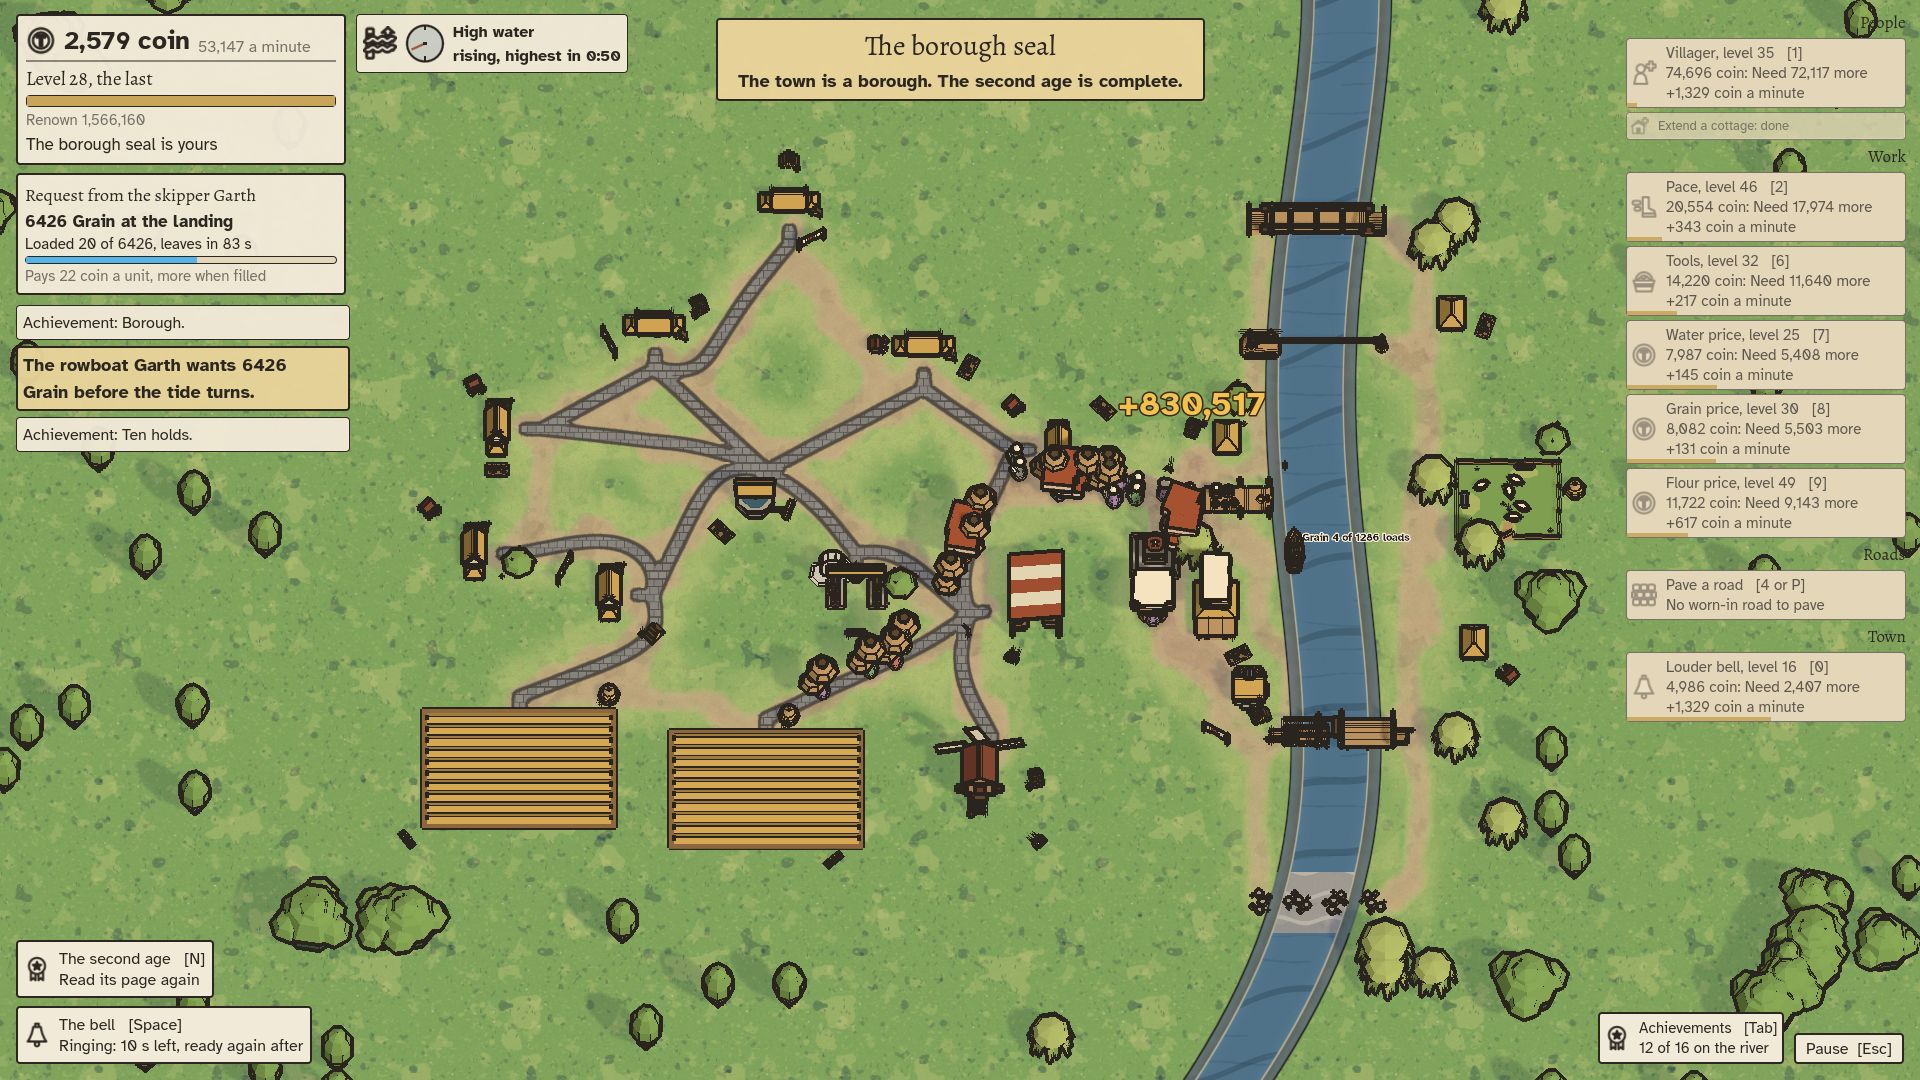 2,579 coin 53,147 a minute
Level 28, the last
Renown 1,566,160
The borough seal is yours
High water
rising, highest in 0:50
The borough seal
The town is a borough. The second age is complete.
Request from the skipper Garth
6426 Grain at the landing
Loaded 20 of 6426, leaves in 83 s
Pays 22 coin a unit, more when filled
Achievement: Borough.
The rowboat Garth wants 6426
Grain before the tide turns.
Achievement: Ten holds.
+830,517
Grain 4 of 1286 loads
People
Villager, level 35 [1]
74,696 coin: Need 72,117 more
+1,329 coin a minute
Extend a cottage: done
Work
Pace, level 46 [2]
20,554 coin: Need 17,974 more
+343 coin a minute
Tools, level 32 [6]
14,220 coin: Need 11,640 more
+217 coin a minute
Water price, level 25 [7]
7,987 coin: Need 5,408 more
+145 coin a minute
Grain price, level 30 [8]
8,082 coin: Need 5,503 more
+131 coin a minute
Flour price, level 49 [9]
11,722 coin: Need 9,143 more
+617 coin a minute
Roads
Pave a road [4 or P]
No worn-in road to pave
Town
Louder bell, level 16 [0]
4,986 coin: Need 2,407 more
+1,329 coin a minute
The second age [N]
Read its page again
The bell [Space]
Ringing: 10 s left, ready again after
Achievements [Tab]
12 of 16 on the river
Pause [Esc]